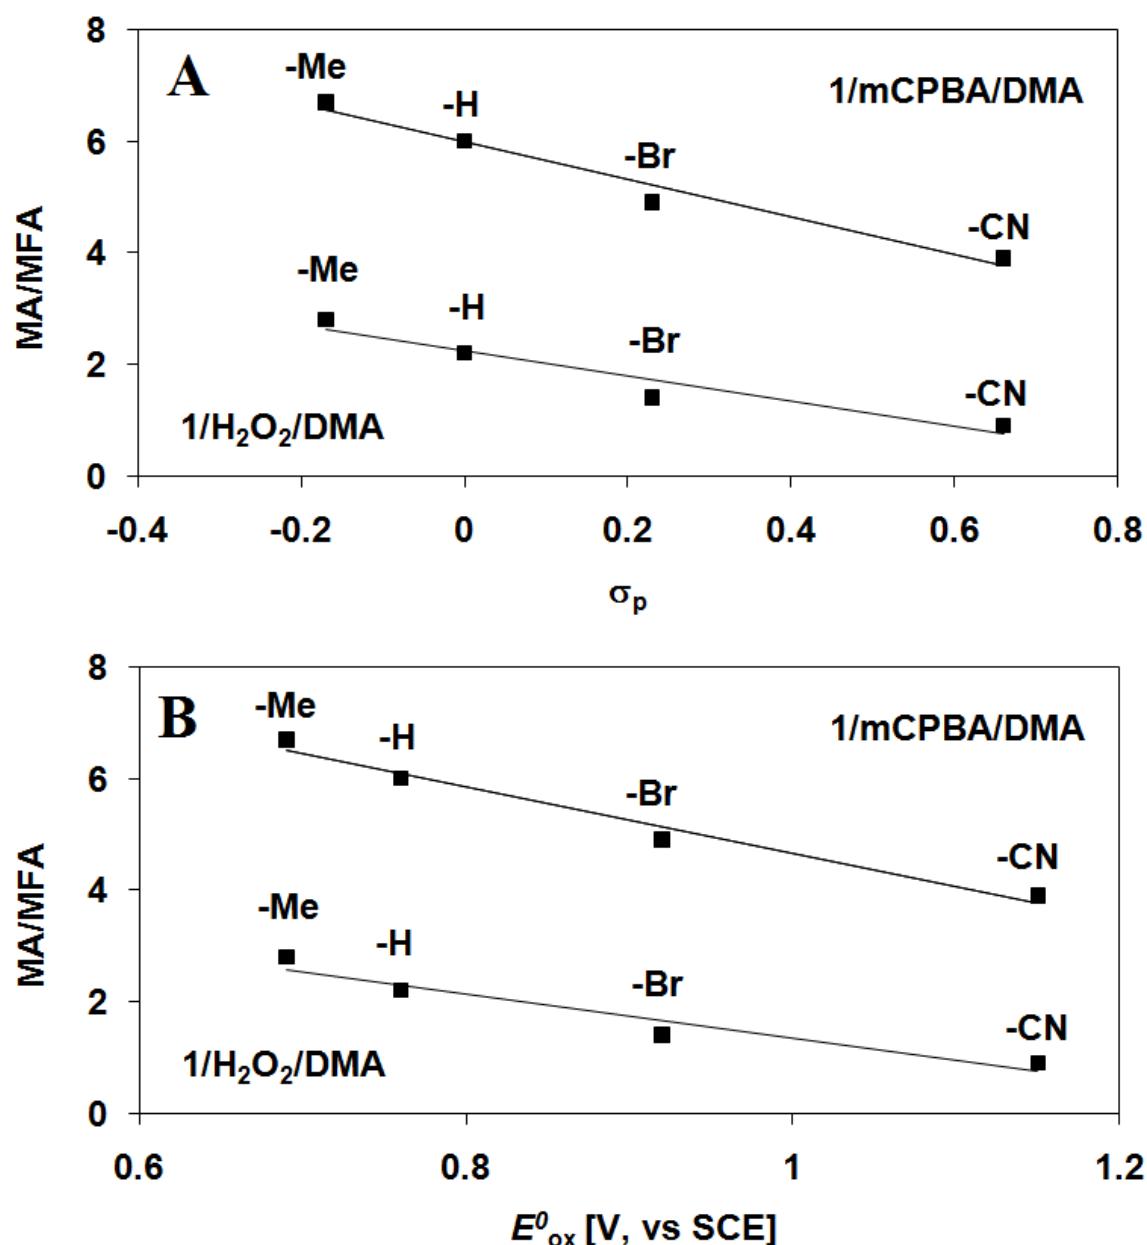 A
8
-Me
-H
1/mCPBA/DMA
6
-Br
-CN
MA/MFA
4
-Me
-H
-Br
2
-CN
1/H₂O₂/DMA
0
-0.4 -0.2 0 0.2 0.4 0.6 0.8
σp
B
8
-Me
-H
1/mCPBA/DMA
6
-Br
-CN
MA/MFA
4
-Me
-H
-Br
2
-CN
1/H₂O₂/DMA
0
0.6 0.8 1 1.2
E⁰ox [V, vs SCE]